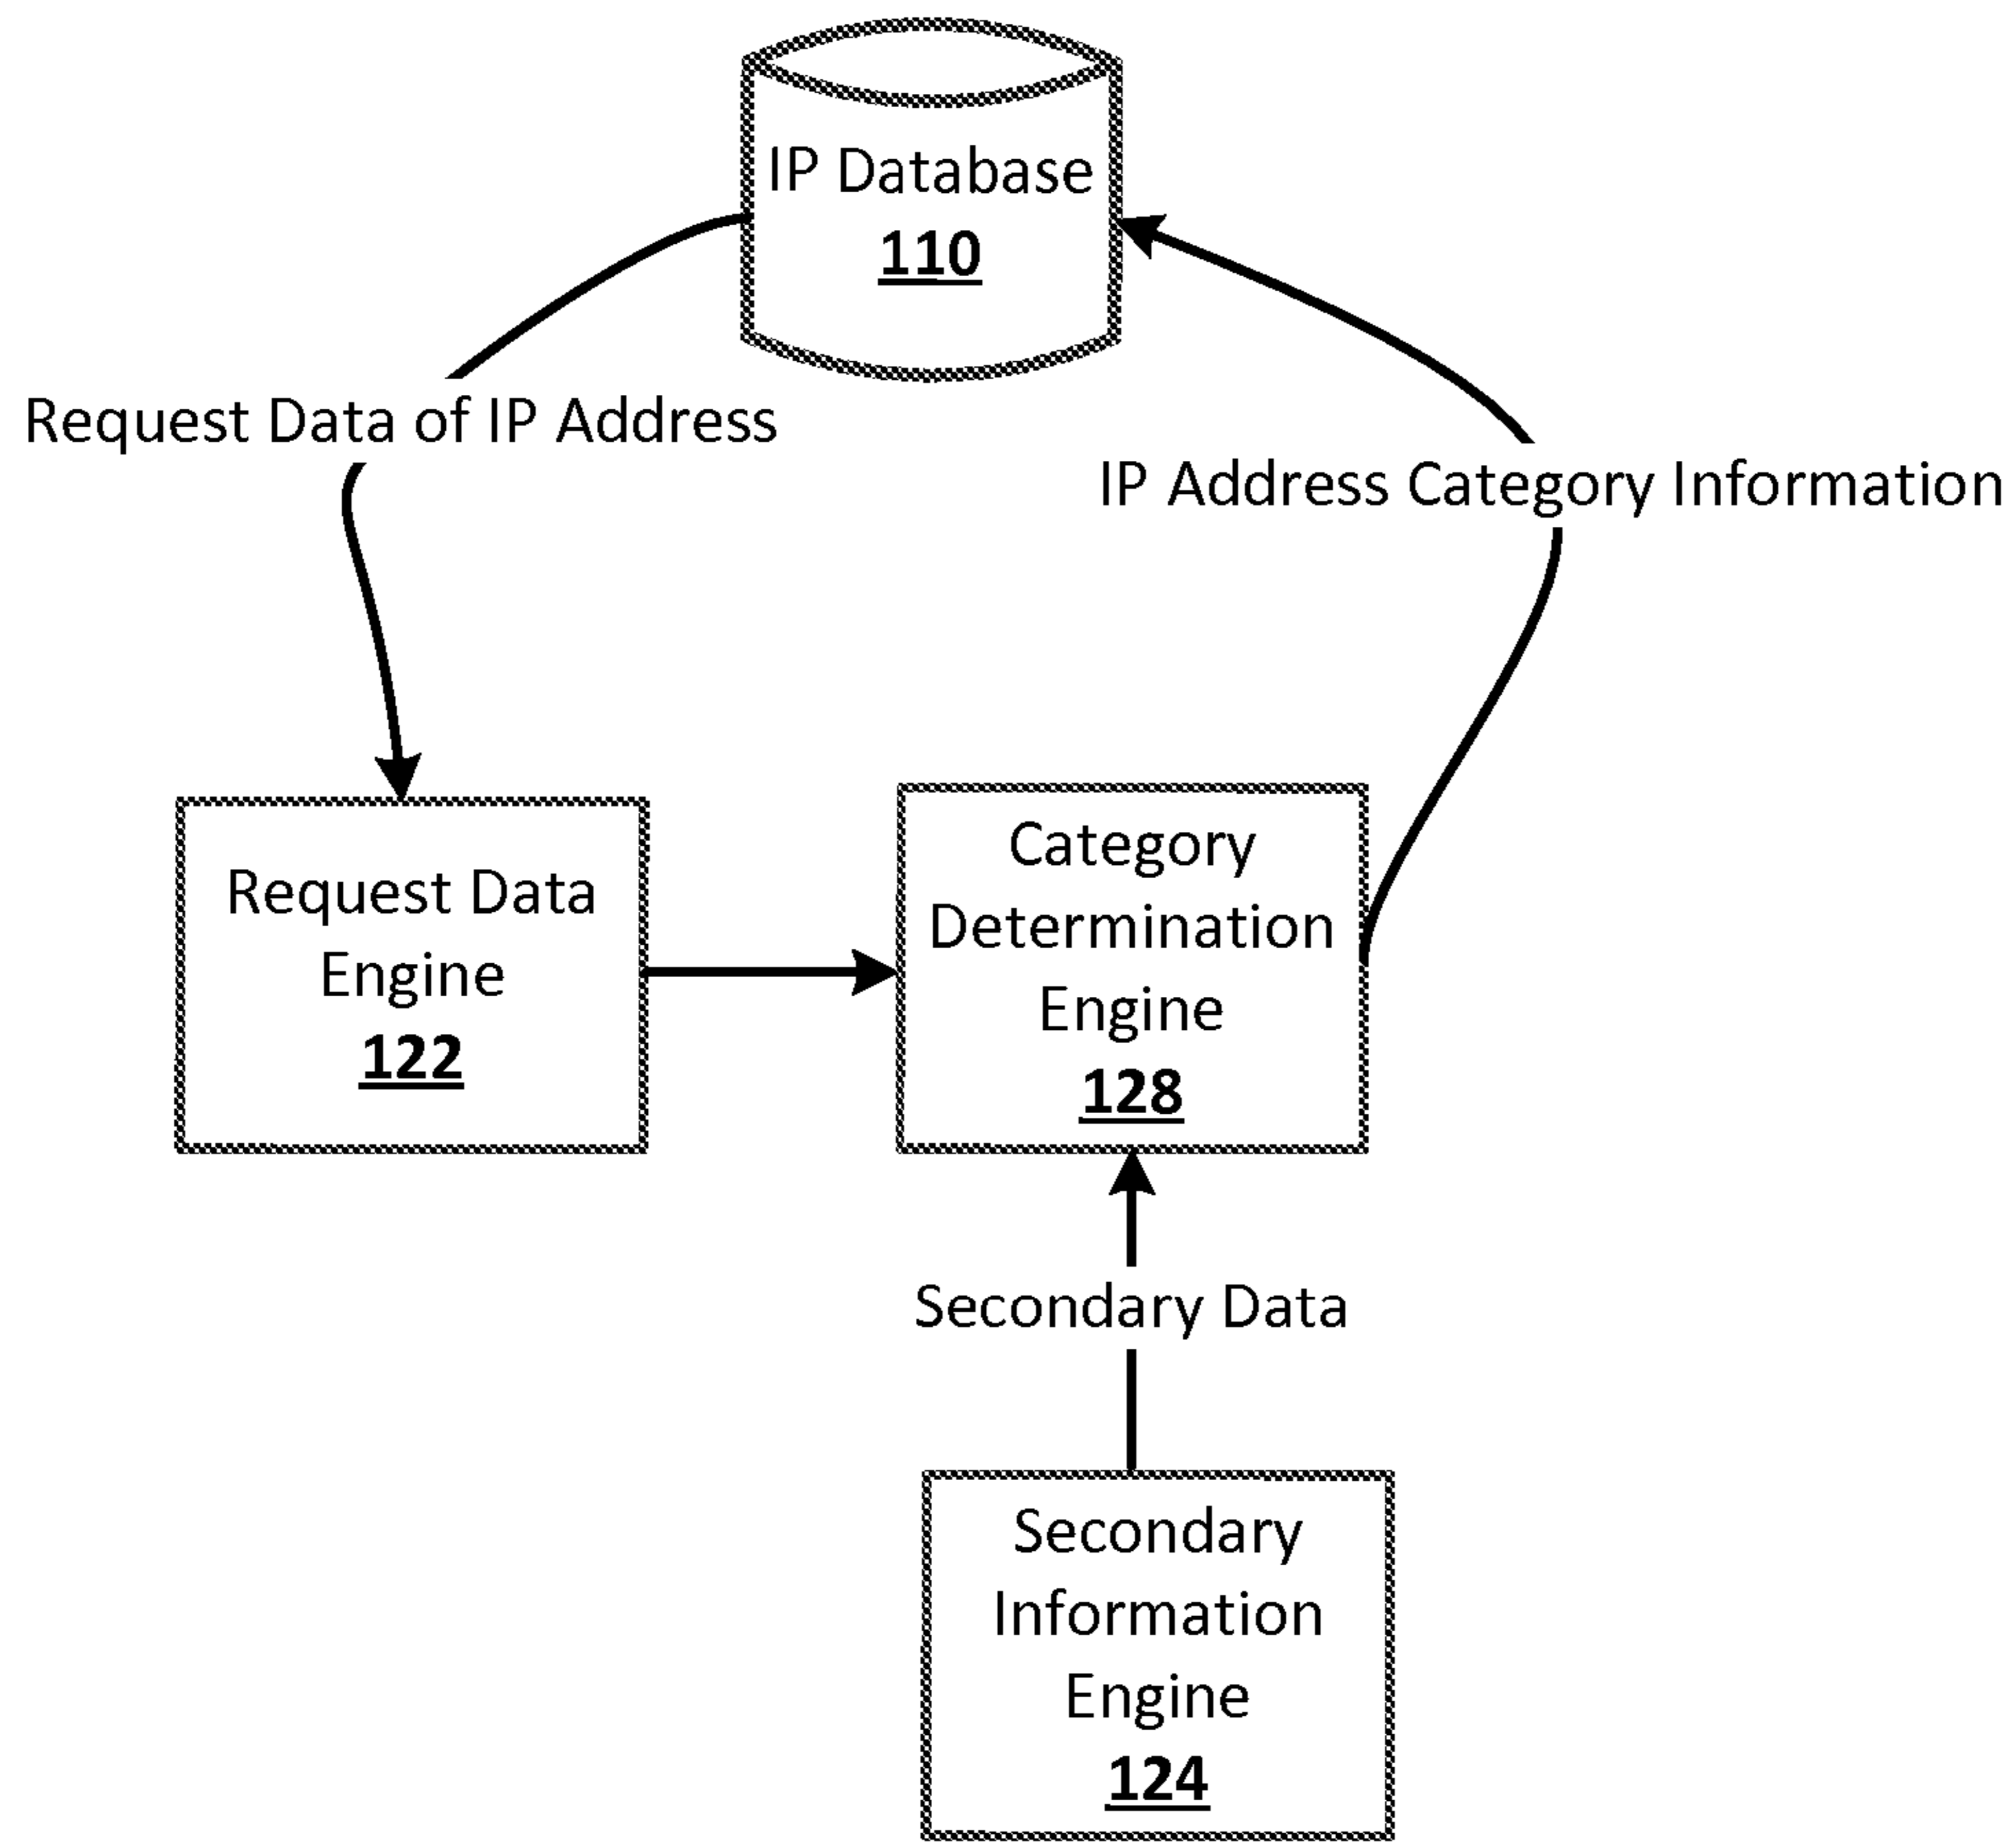 IP Database
110
Request Data of IP Address
IP Address Category Information
Request Data
Engine
122
Category
Determination
Engine
128
Secondary Data
Secondary
Information
Engine
124